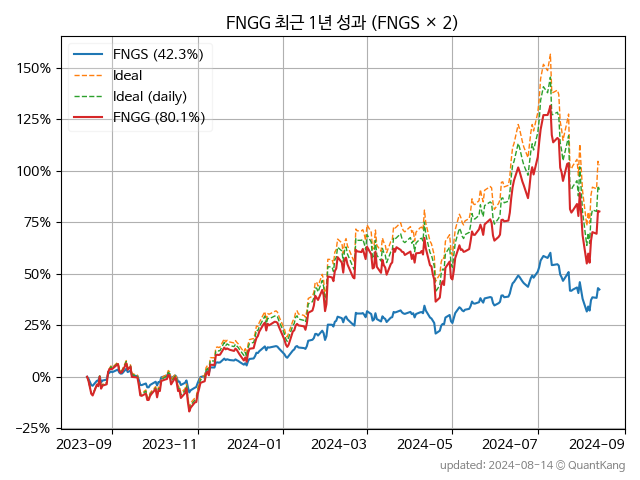 FNGG 최근 1년 성과 (FNGS × 2)
FNGS (42.3%)
Ideal
Ideal (daily)
FNGG (80.1%)
150%
125%
100%
75%
50%
25%
0%
−25%
2023-09 2023-11 2024-01 2024-03 2024-05 2024-07 2024-09
updated: 2024-08-14 © QuantKang